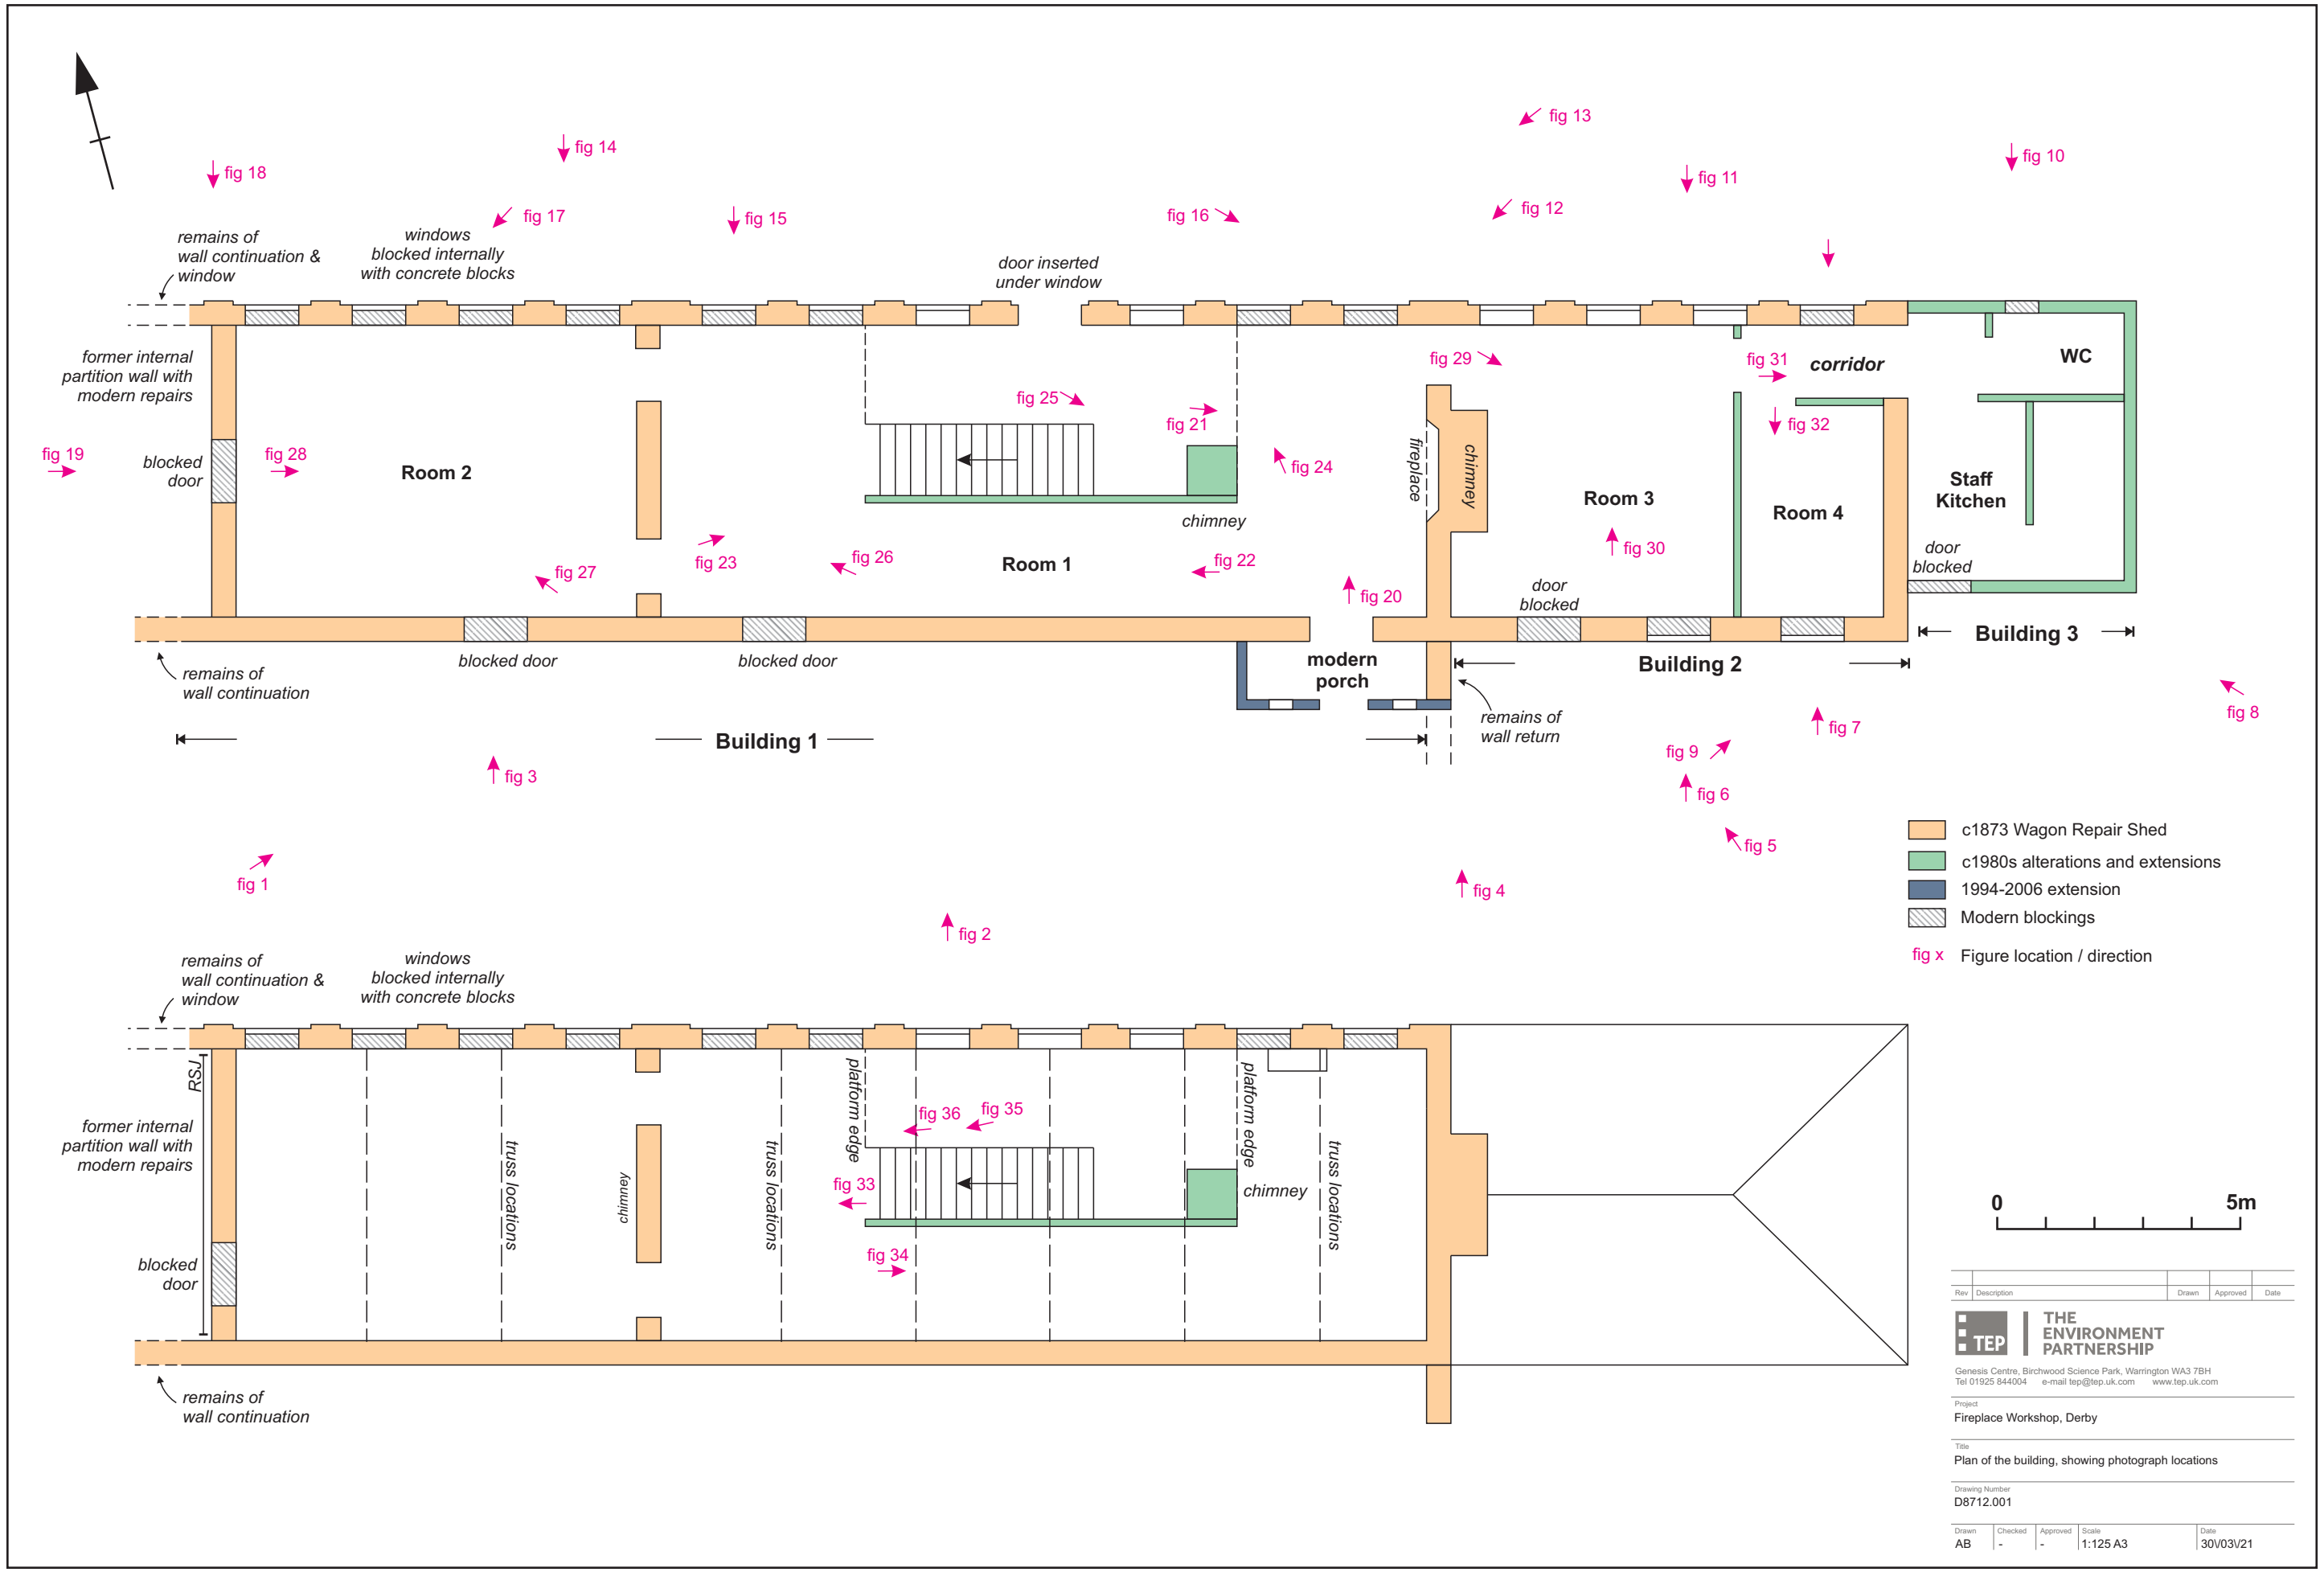 fig 13
fig 14
fig 10
fig 18
fig 11
fig 17
fig 15
fig 16
fig 12
remains of
wall continuation &
window
windows
blocked internally
with concrete blocks
door inserted
under window
former internal
partition wall with
modern repairs
fig 29
fig 31
corridor
WC
fig 25
fig 21
fig 32
fig 19
blocked
door
fig 28
Room 2
fig 24
fireplace
chimney
Room 3
Room 4
Staff
Kitchen
chimney
fig 23
fig 26
Room 1
fig 22
fig 27
fig 20
fig 30
door
blocked
door
blocked
Building 3
blocked door
blocked door
modern
porch
Building 2
remains of
wall continuation
remains of
wall return
Building 1
fig 8
fig 7
fig 9
fig 3
fig 6
fig 5
fig 1
fig 4
fig 2
c1873 Wagon Repair Shed
c1980s alterations and extensions
1994-2006 extension
Modern blockings
fig x Figure location / direction
remains of
wall continuation &
window
windows
blocked internally
with concrete blocks
RSJ
former internal
partition wall with
modern repairs
platform edge
platform edge
fig 36
fig 35
truss locations
chimney
truss locations
fig 33
chimney
truss locations
fig 34
blocked
door
remains of
wall continuation
0 5m
Rev Description Drawn Approved Date
TEP
THE
ENVIRONMENT
PARTNERSHIP
Genesis Centre, Birchwood Science Park, Warrington WA3 7BH
Tel 01925 844004 e-mail tep@tep.uk.com www.tep.uk.com
Project
Fireplace Workshop, Derby
Title
Plan of the building, showing photograph locations
Drawing Number
D8712.001
Drawn Checked Approved Scale Date
AB - - 1:125 A3 30\/03\/21